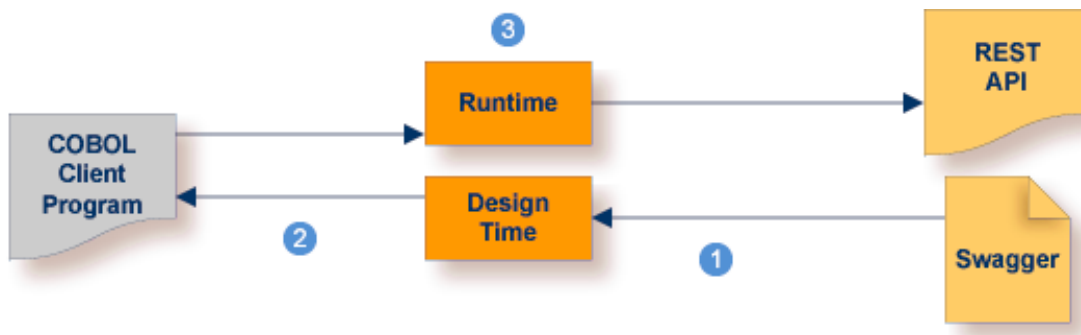 3
REST
API
Runtime
COBOL
Client
Program
Design
Time
2
1
Swagger